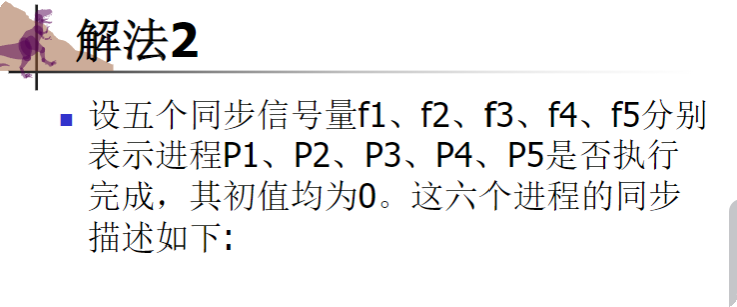 解法2
设五个同步信号量f1、f2、f3、f4、f5分别
表示进程P1、P2、P3、P4、P5是否执行
完成，其初值均为0。这六个进程的同步
描述如下: